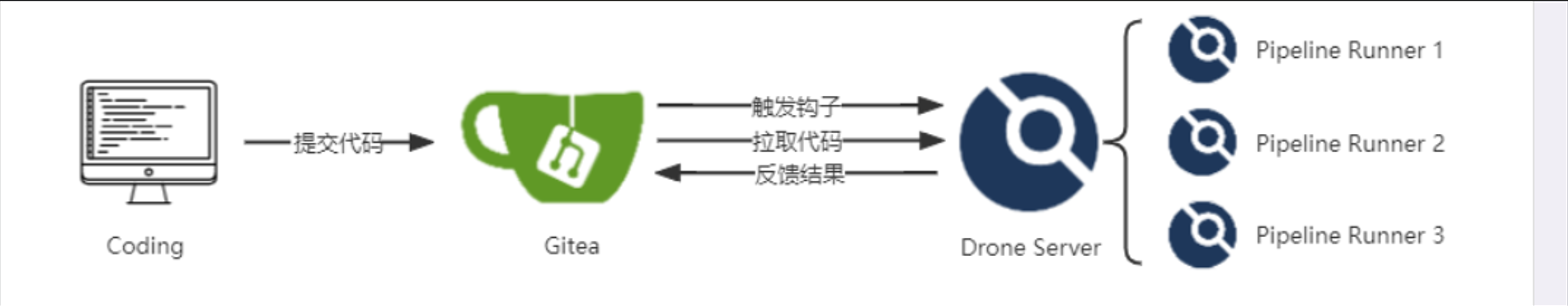 Coding
提交代码
Gitea
触发钩子
拉取代码
反馈结果
Drone Server
Pipeline Runner 1
Pipeline Runner 2
Pipeline Runner 3